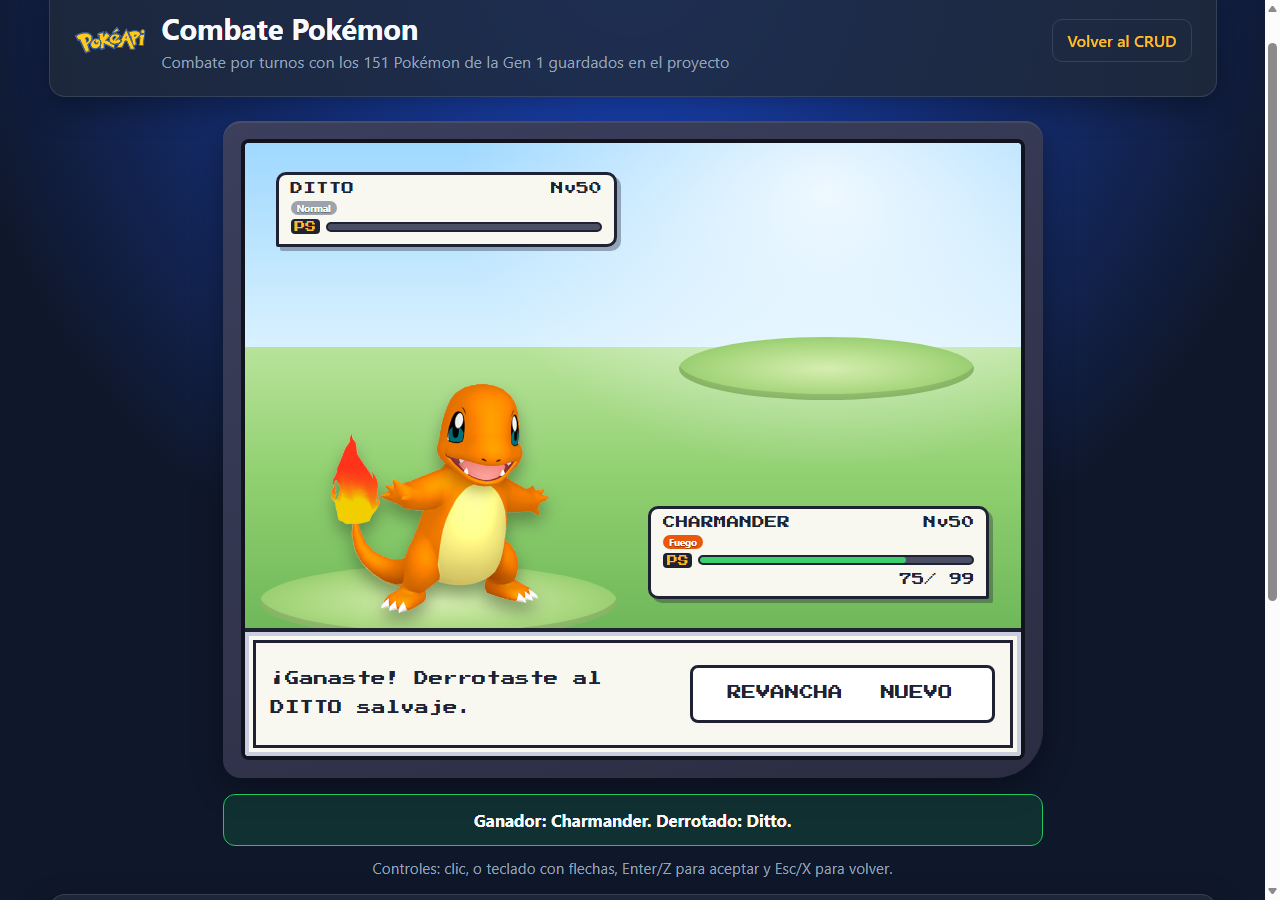 PokéAPI
Combate Pokémon
Combate por turnos con los 151 Pokémon de la Gen 1 guardados en el proyecto
Volver al CRUD
DITTO Nv50
Normal
PS
CHARMANDER Nv50
Fuego
PS
75/ 99
¡Ganaste! Derrotaste al
DITTO salvaje.
REVANCHA NUEVO
Ganador: Charmander. Derrotado: Ditto.
Controles: clic, o teclado con flechas, Enter/Z para aceptar y Esc/X para volver.